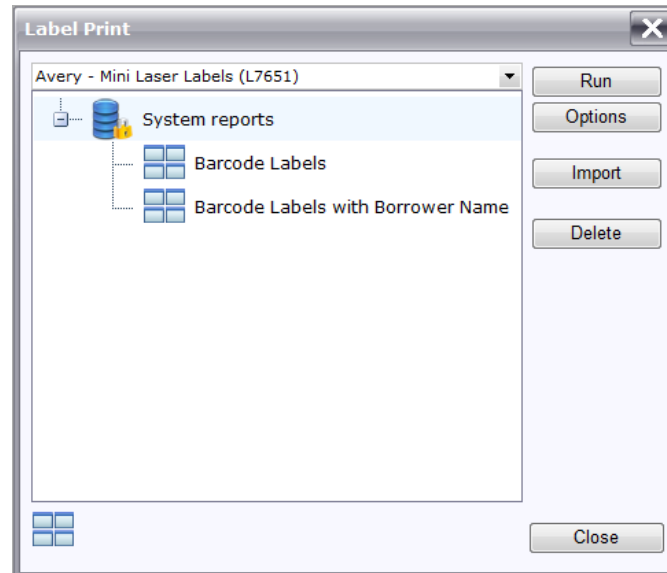 Label Print
Avery - Mini Laser Labels (L7651)
Run
System reports
Options
Barcode Labels
Import
Barcode Labels with Borrower Name
Delete
Close